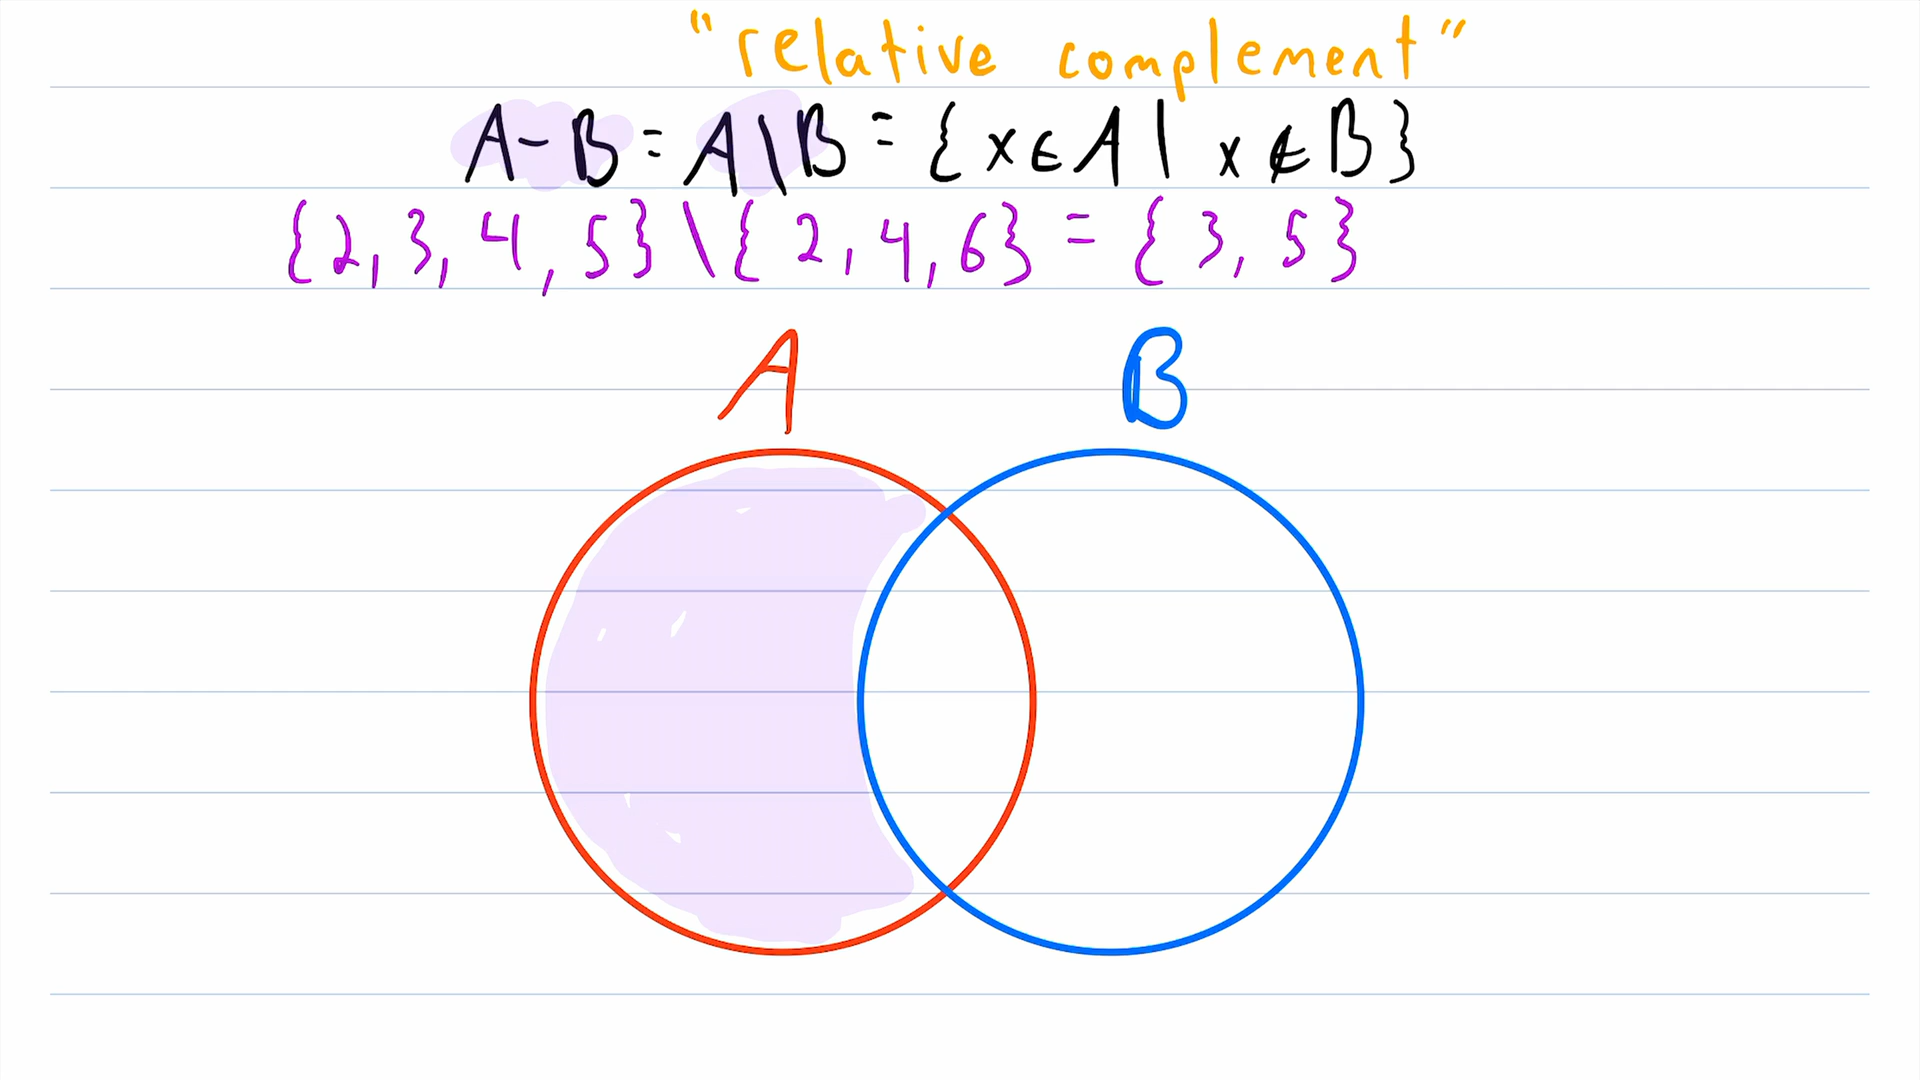 "relative complement"
A - B = A \ B = { x ∈ A | x ∉ B }
{2, 3, 4, 5} \ {2, 4, 6} = {3, 5}
A B